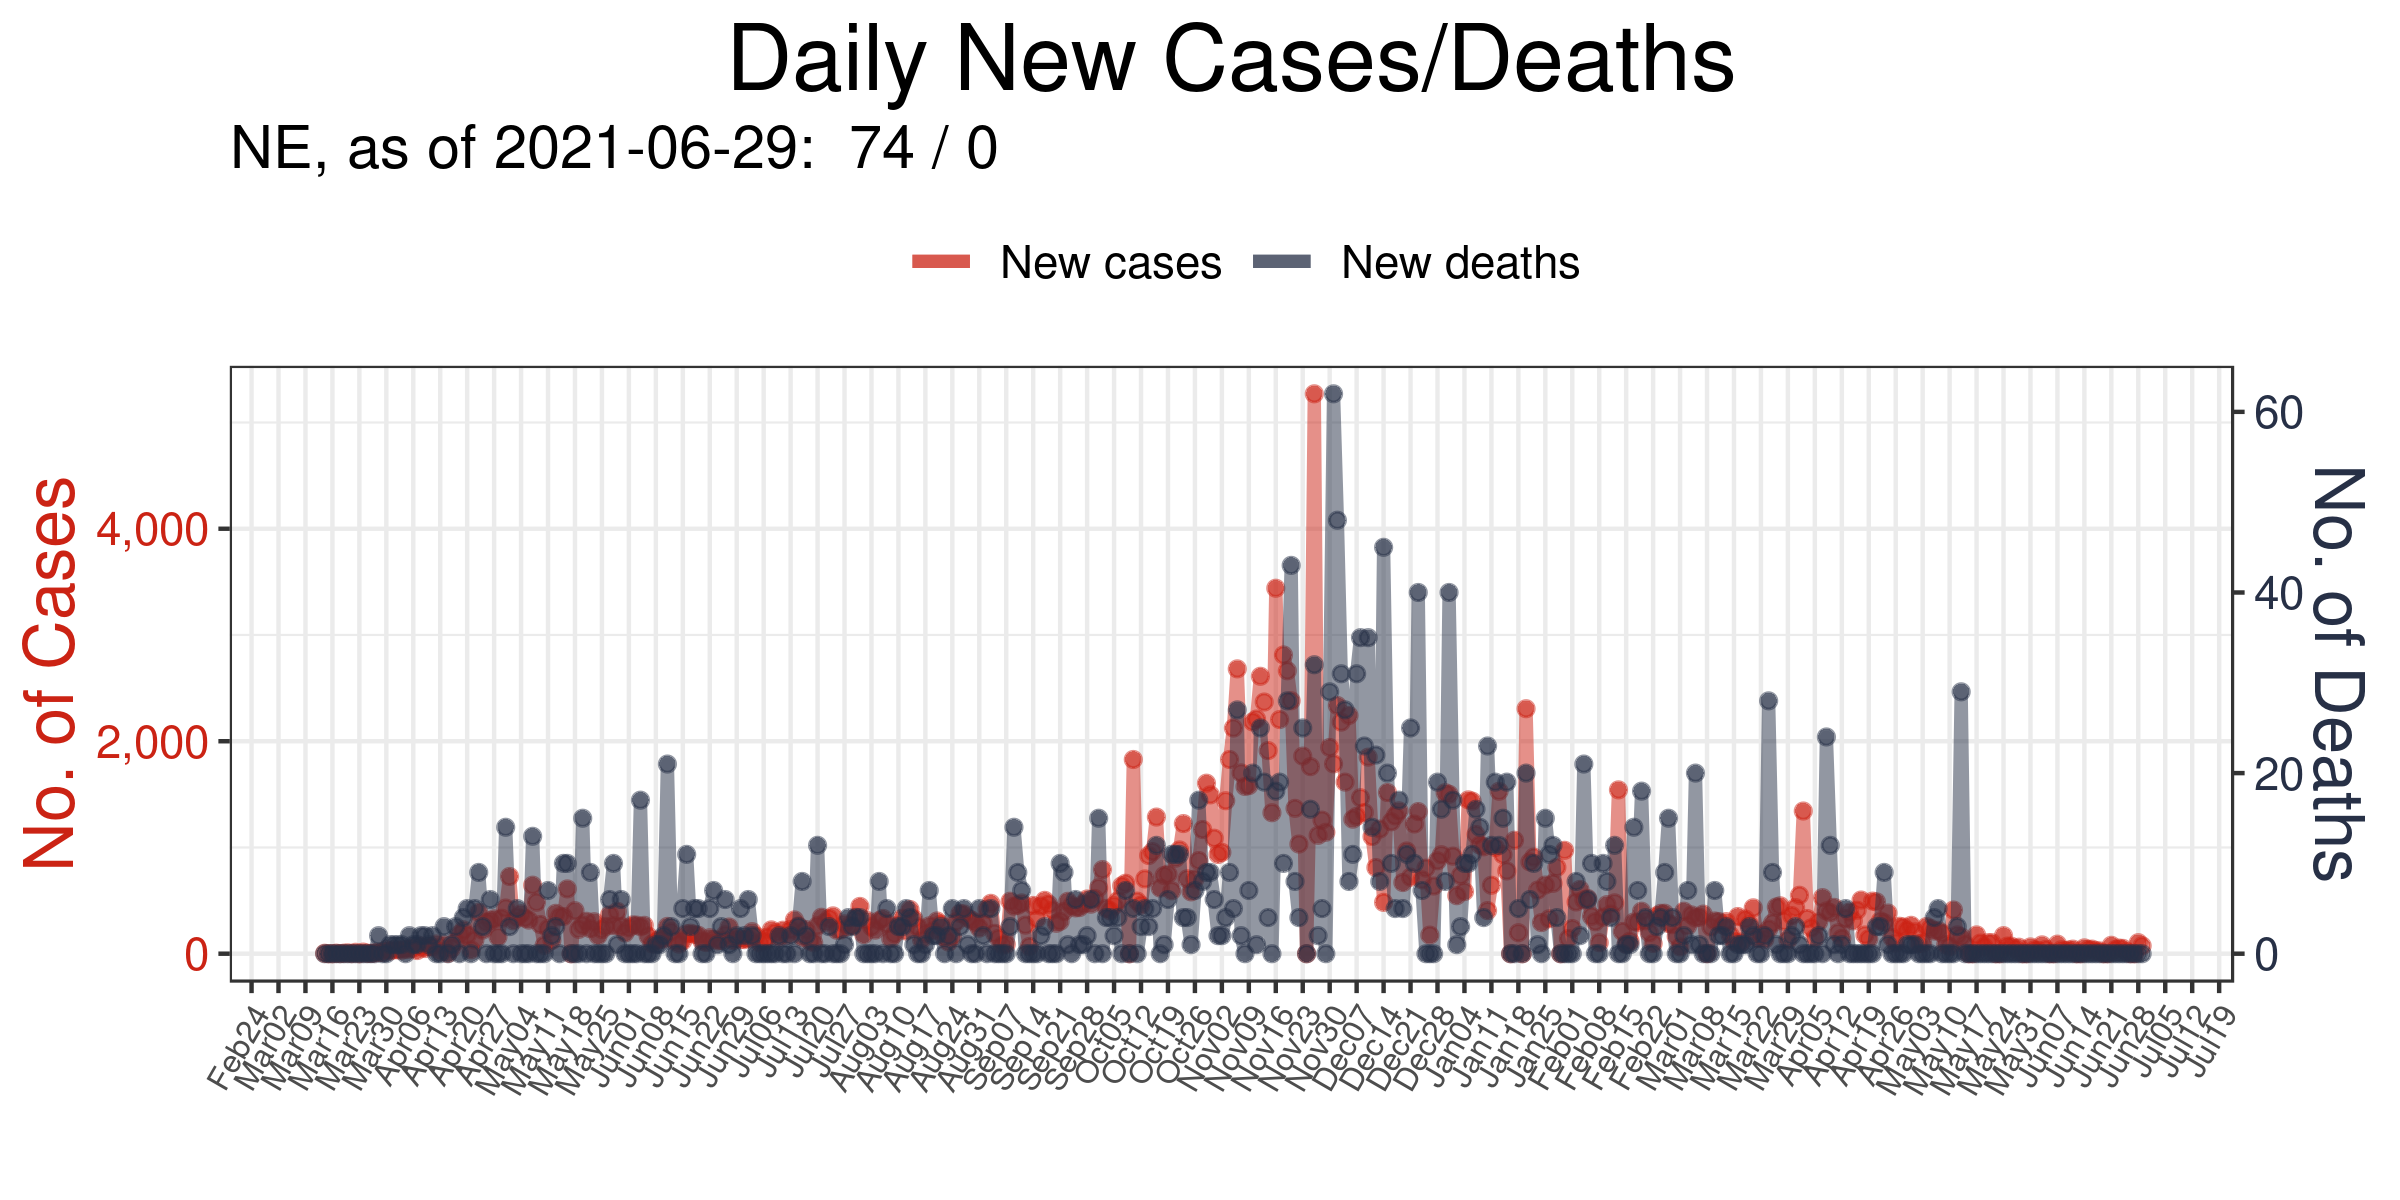 Daily New Cases/Deaths
NE, as of 2021-06-29:  74 / 0
New cases
New deaths
No. of Cases
4,000
2,000
0
60
40
20
0
No. of Deaths
Feb24
Mar02
Mar09
Mar16
Mar23
Mar30
Apr06
Apr13
Apr20
Apr27
May04
May11
May18
May25
Jun01
Jun08
Jun15
Jun22
Jun29
Jul06
Jul13
Jul20
Jul27
Aug03
Aug10
Aug17
Aug24
Aug31
Sep07
Sep14
Sep21
Sep28
Oct05
Oct12
Oct19
Oct26
Nov02
Nov09
Nov16
Nov23
Nov30
Dec07
Dec14
Dec21
Dec28
Jan04
Jan11
Jan18
Jan25
Feb01
Feb08
Feb15
Feb22
Mar01
Mar08
Mar15
Mar22
Mar29
Apr05
Apr12
Apr19
Apr26
May03
May10
May17
May24
May31
Jun07
Jun14
Jun21
Jun28
Jul05
Jul12
Jul19